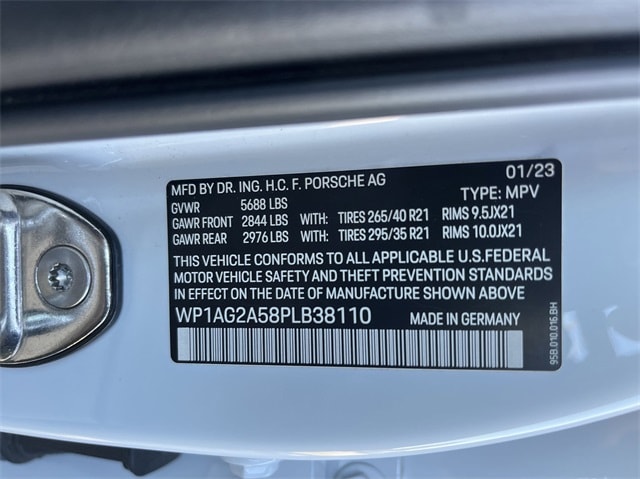 MFD BY DR. ING. H.C. F. PORSCHE AG 01/23
GVWR 5688 LBS TYPE: MPV
GAWR FRONT 2844 LBS WITH: TIRES 265/40 R21 RIMS 9.5JX21
GAWR REAR 2976 LBS WITH: TIRES 295/35 R21 RIMS 10.0JX21
THIS VEHICLE CONFORMS TO ALL APPLICABLE U.S.FEDERAL
MOTOR VEHICLE SAFETY AND THEFT PREVENTION STANDARDS
IN EFFECT ON THE DATE OF MANUFACTURE SHOWN ABOVE.
WP1AG2A58PLB38110 MADE IN GERMANY
95B.010.016.BH